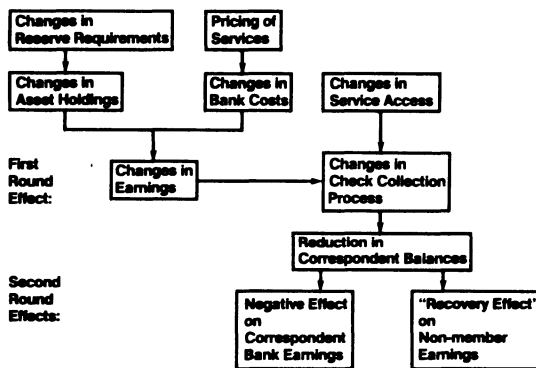 Changes in
Reserve Requirements
Pricing of
Services
Changes in
Asset Holdings
Changes in
Bank Costs
Changes in
Service Access
First
Round
Effect:
Changes in
Earnings
Changes in
Check Collection
Process
Reduction in
Correspondent Balances
Second
Round
Effects:
Negative Effect
on
Correspondent
Bank Earnings
"Recovery Effect"
on
Non-member
Earnings